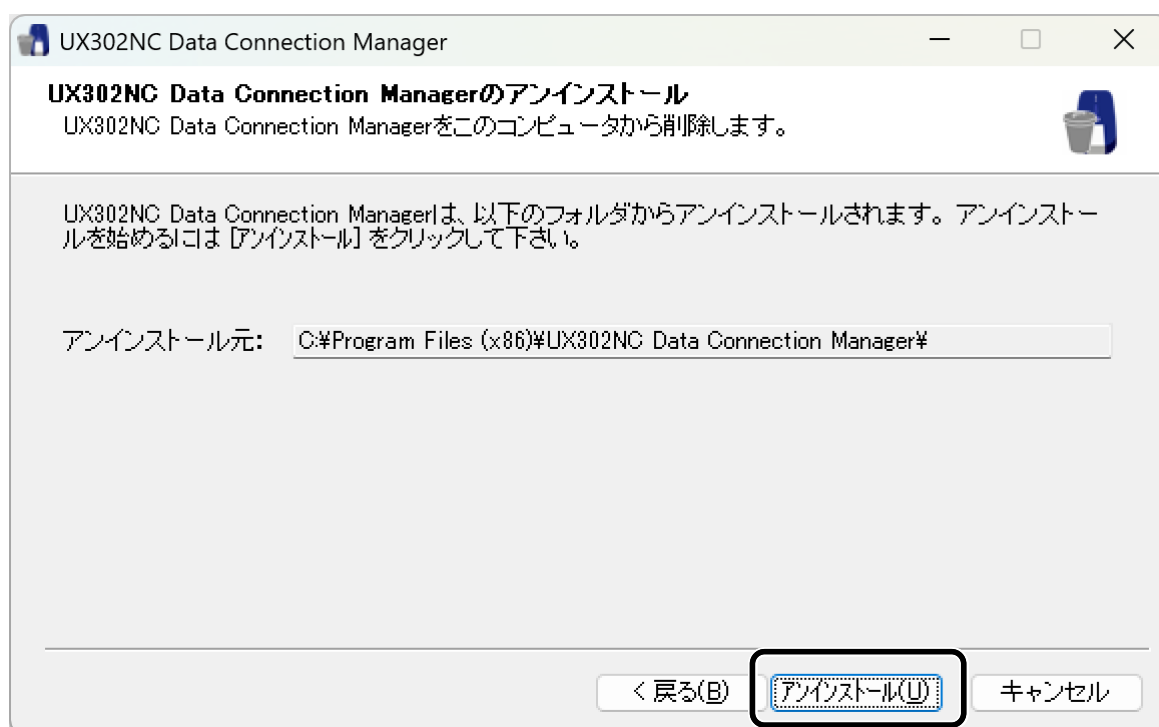 UX302NC Data Connection Manager
UX302NC Data Connection Managerのアンインストール
UX302NC Data Connection Managerをこのコンピュータから削除します。
UX302NC Data Connection Managerは、以下のフォルダからアンインストールされます。アンインストー
ルを始めるには [アンインストール] をクリックして下さい。
アンインストール元: C:¥Program Files (x86)¥UX302NC Data Connection Manager¥
< 戻る(B) アンインストール(U) キャンセル